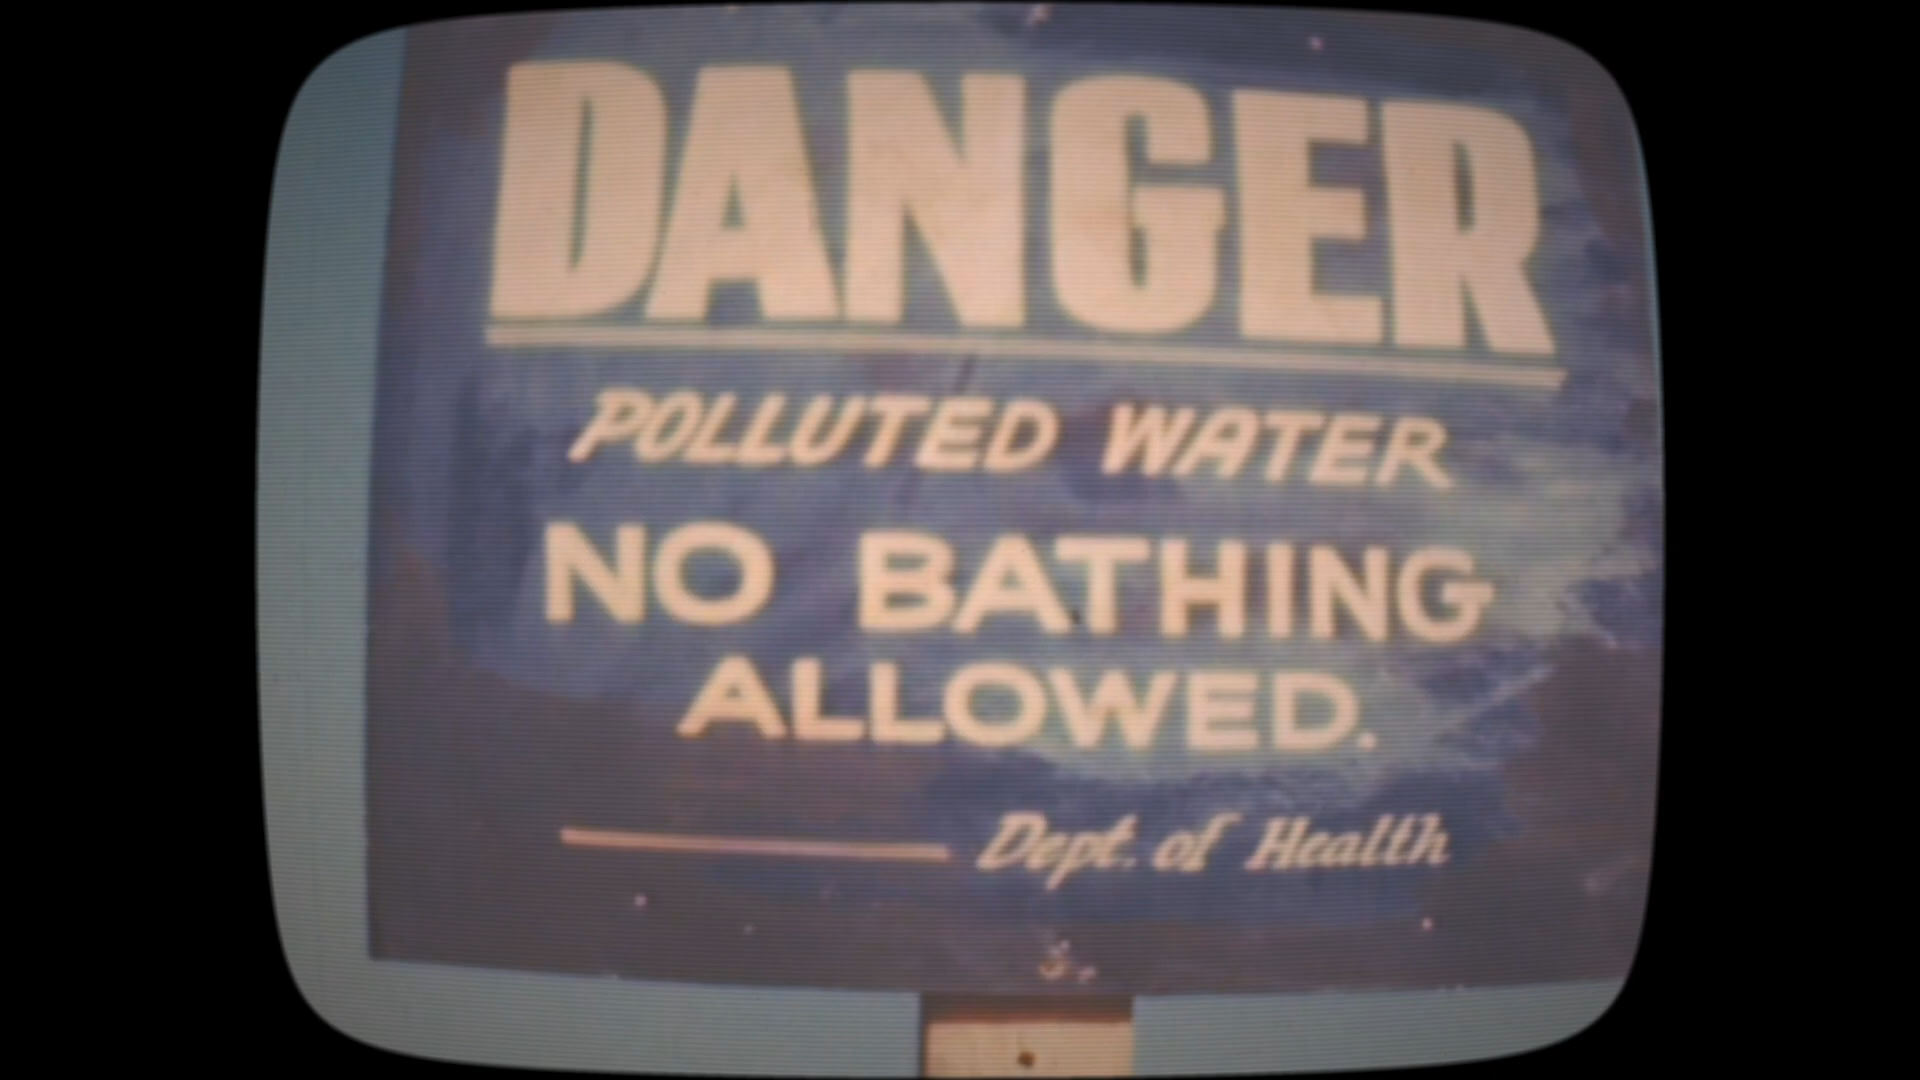 DANGER
POLLUTED WATER
NO BATHING
ALLOWED.
Dept. of Health